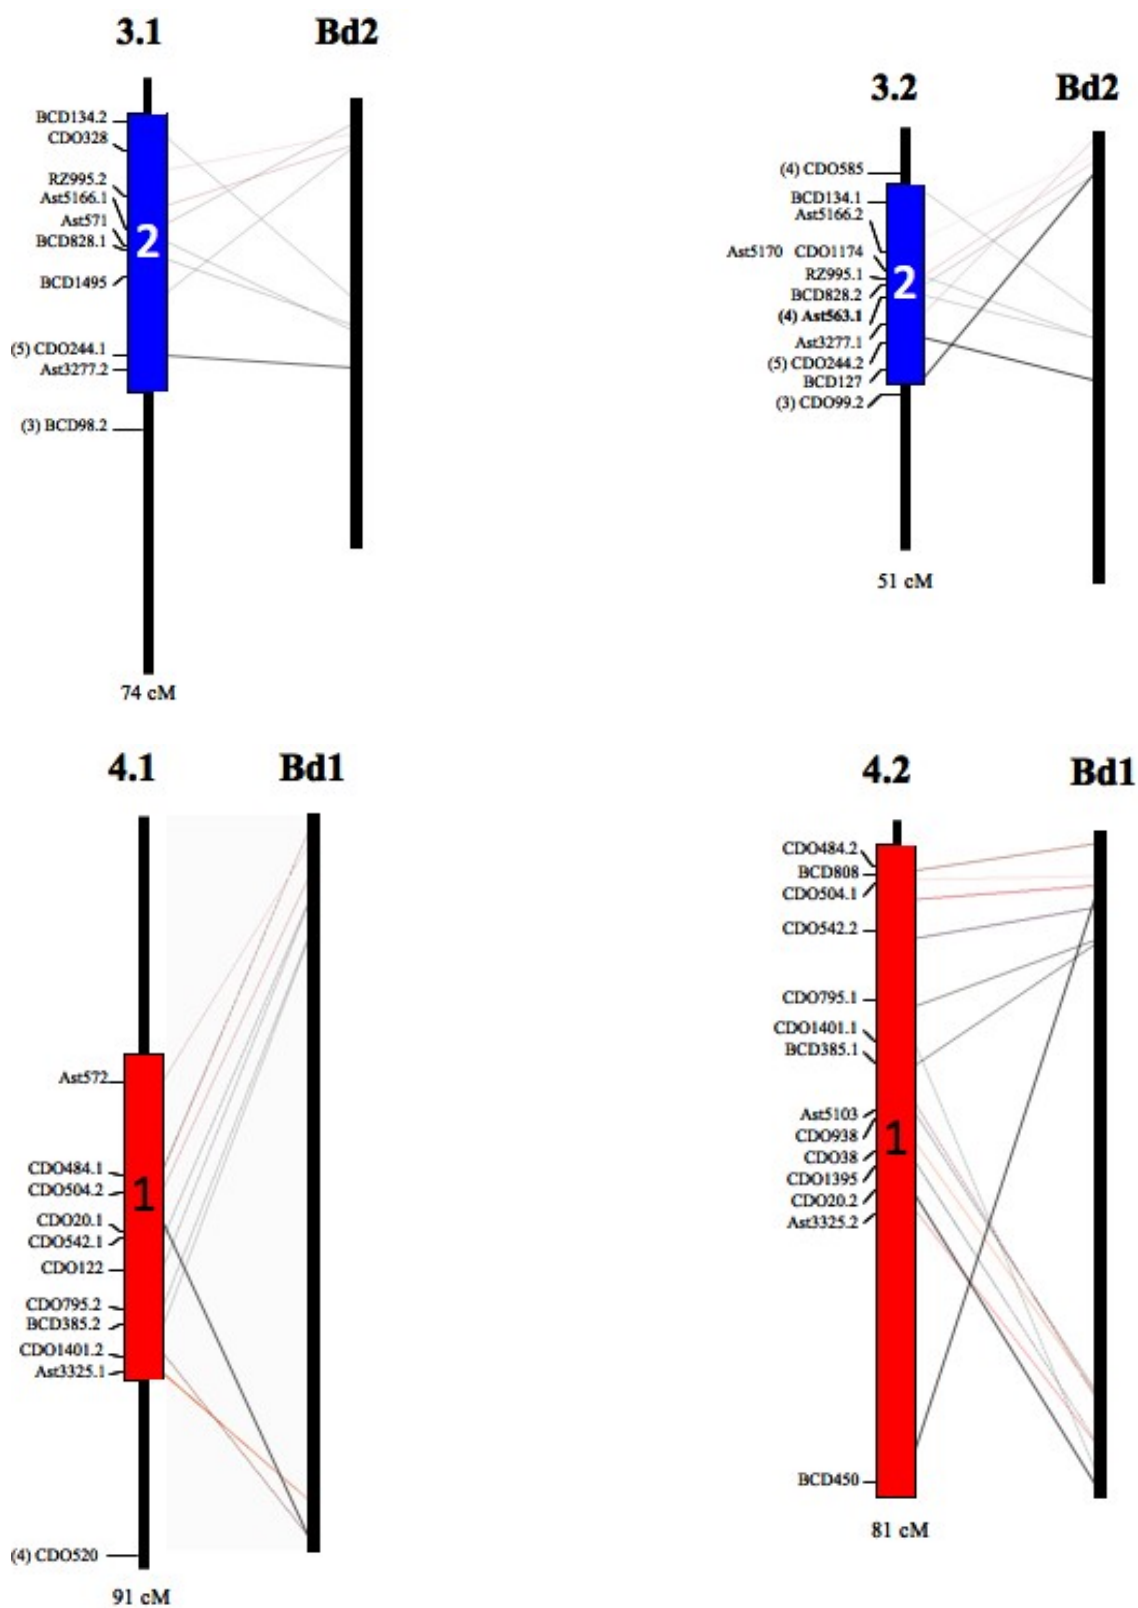 3.1
Bd2
BCD134.2
CDO328
RZ995.2
Ast5166.1
Ast571
BCD828.1
BCD1495
(5) CDO244.1
Ast3277.2
(3) BCD98.2
2
74 cM
3.2
Bd2
(4) CDO585
BCD134.1
Ast5166.2
Ast5170 CDO1174
RZ995.1
BCD828.2
(4) Ast563.1
Ast3277.1
(5) CDO244.2
BCD127
(3) CDO99.2
2
51 cM
4.1
Bd1
Ast572
CDO484.1
CDO504.2
CDO20.1
CDO542.1
CDO122
CDO795.2
BCD385.2
CDO1401.2
Ast3325.1
(4) CDO520
1
91 cM
4.2
Bd1
CDO484.2
BCD808
CDO504.1
CDO542.2
CDO795.1
CDO1401.1
BCD385.1
Ast5103
CDO938
CDO38
CDO1395
CDO20.2
Ast3325.2
BCD450
1
81 cM